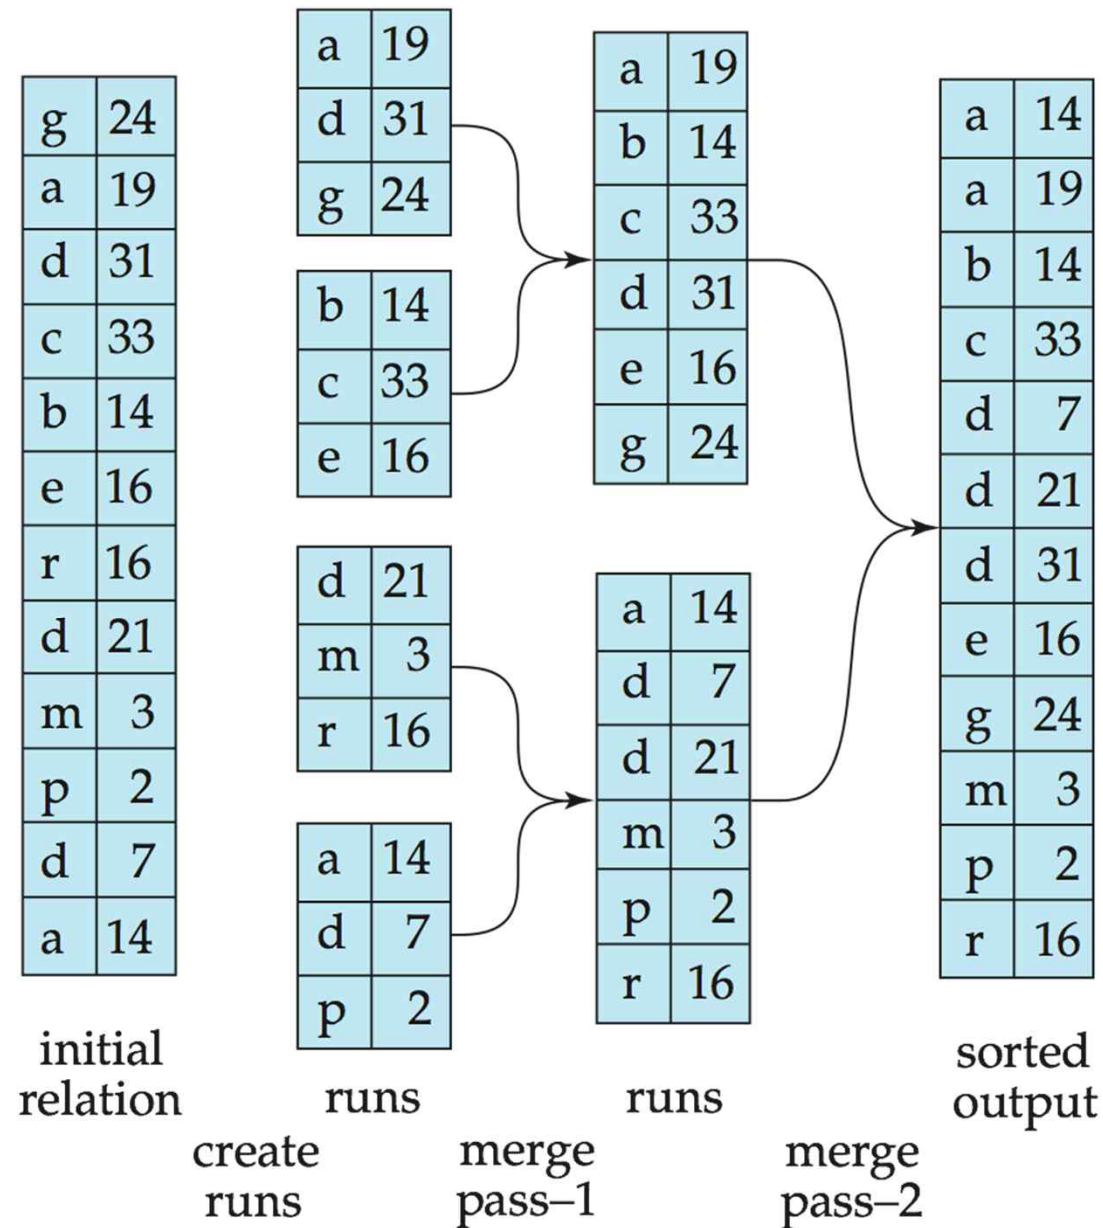 g 24
a 19
d 31
c 33
b 14
e 16
r 16
d 21
m 3
p 2
d 7
a 14
initial
relation
a 19
d 31
g 24
b 14
c 33
e 16
d 21
m 3
r 16
a 14
d 7
p 2
runs
create
runs
a 19
b 14
c 33
d 31
e 16
g 24
a 14
d 7
d 21
m 3
p 2
r 16
runs
merge
pass–1
a 14
a 19
b 14
c 33
d 7
d 21
d 31
e 16
g 24
m 3
p 2
r 16
sorted
output
merge
pass–2